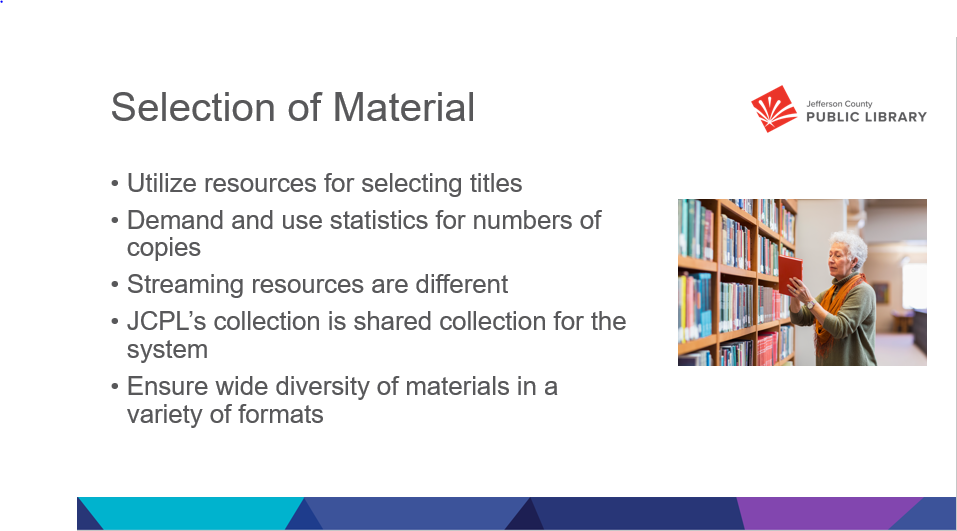 Selection of Material
Jefferson County
PUBLIC LIBRARY
• Utilize resources for selecting titles
• Demand and use statistics for numbers of
copies
• Streaming resources are different
• JCPL’s collection is shared collection for the
system
• Ensure wide diversity of materials in a
variety of formats